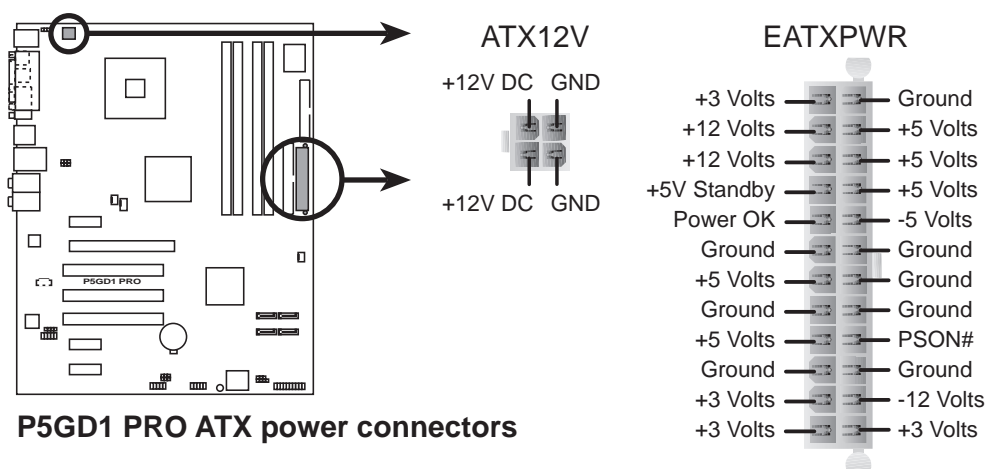 ATX12V
+12V DC GND
+12V DC GND
EATXPWR
+3 Volts Ground
+12 Volts +5 Volts
+12 Volts +5 Volts
+5V Standby +5 Volts
Power OK -5 Volts
Ground Ground
+5 Volts Ground
Ground Ground
+5 Volts PSON#
Ground Ground
+3 Volts -12 Volts
+3 Volts +3 Volts
P5GD1 PRO
P5GD1 PRO ATX power connectors